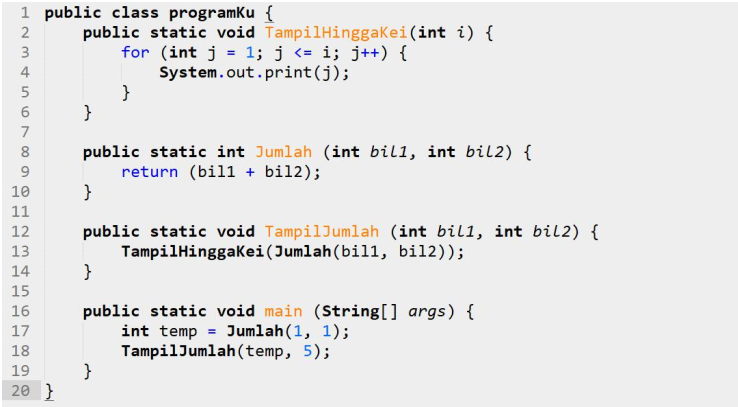 1 public class programKu {
2     public static void TampilHinggaKei(int i) {
3         for (int j = 1; j <= i; j++) {
4             System.out.print(j);
5         }
6     }
7
8     public static int Jumlah (int bil1, int bil2) {
9         return (bil1 + bil2);
10     }
11
12     public static void TampilJumlah (int bil1, int bil2) {
13         TampilHinggaKei(Jumlah(bil1, bil2));
14     }
15
16     public static void main (String[] args) {
17         int temp = Jumlah(1, 1);
18         TampilJumlah(temp, 5);
19     }
20 }